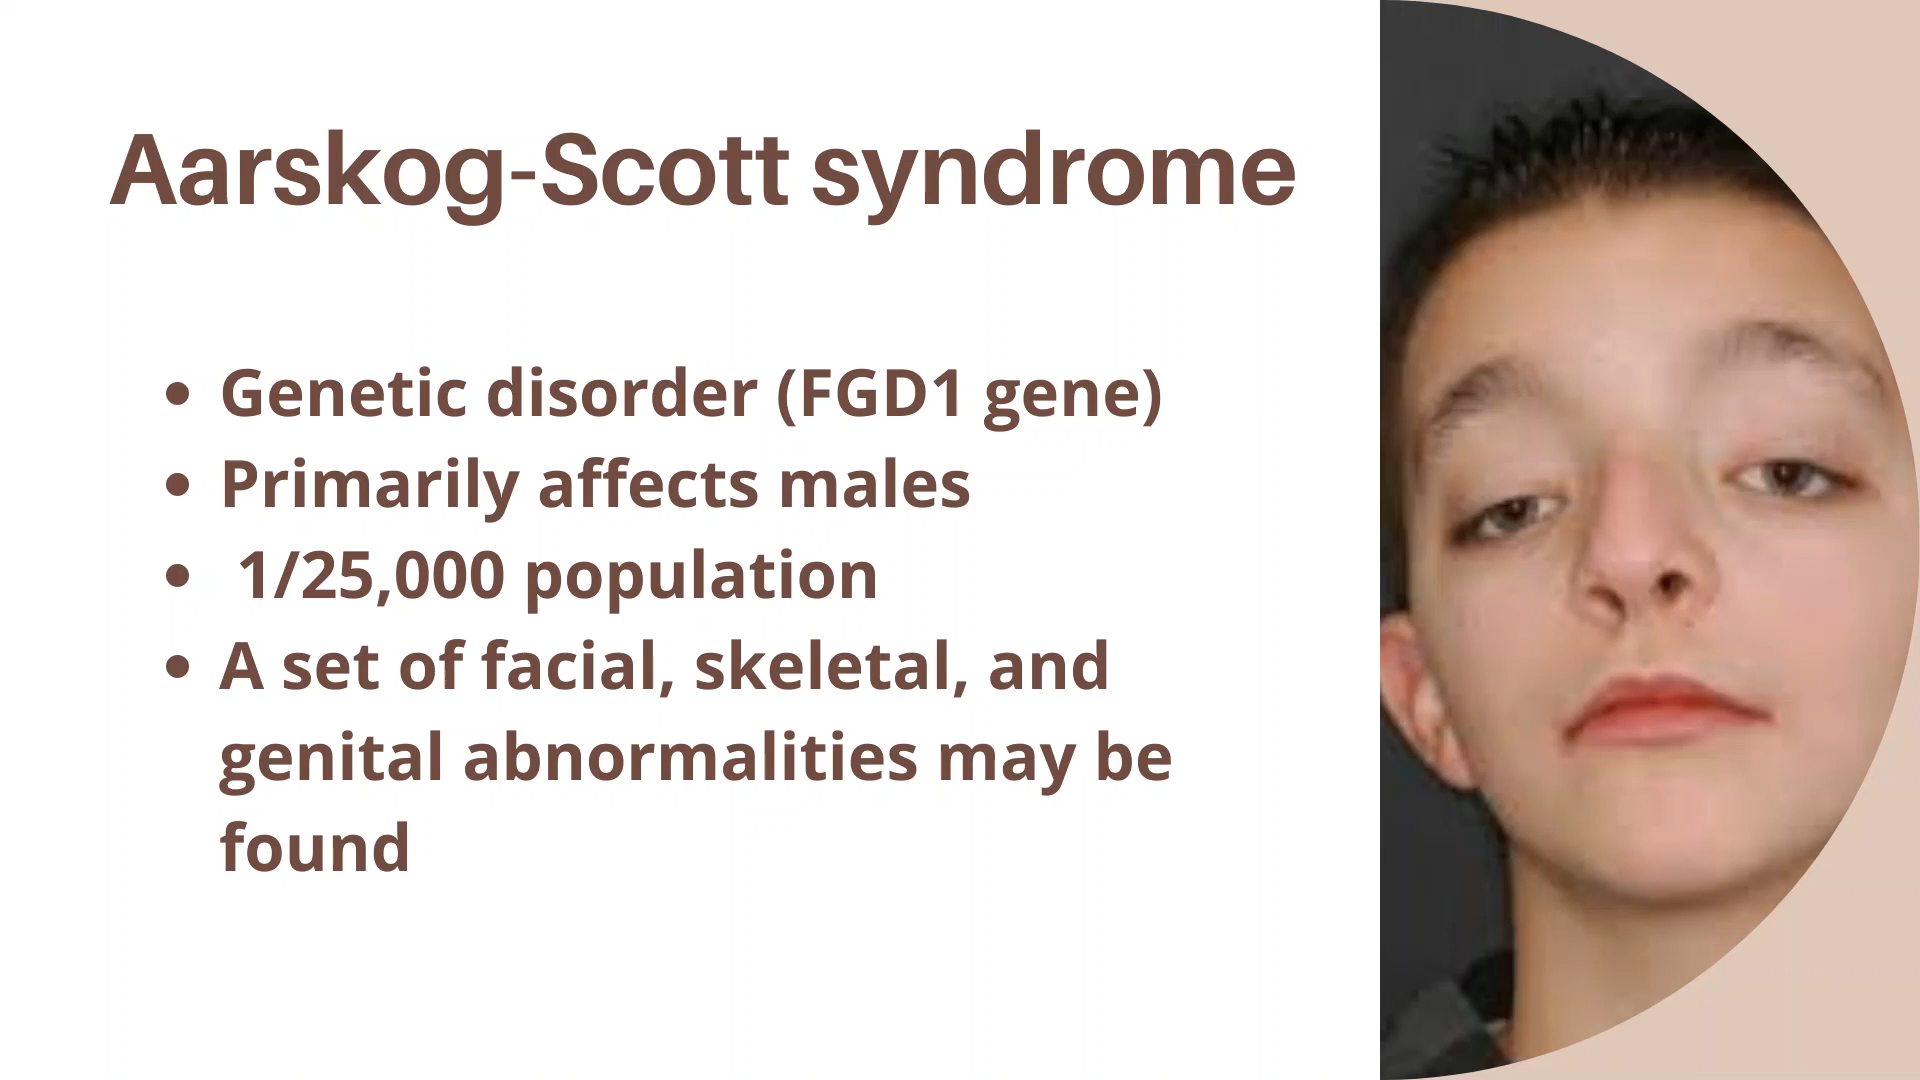 Aarskog-Scott syndrome
• Genetic disorder (FGD1 gene)
• Primarily affects males
• 1/25,000 population
• A set of facial, skeletal, and
genital abnormalities may be
found